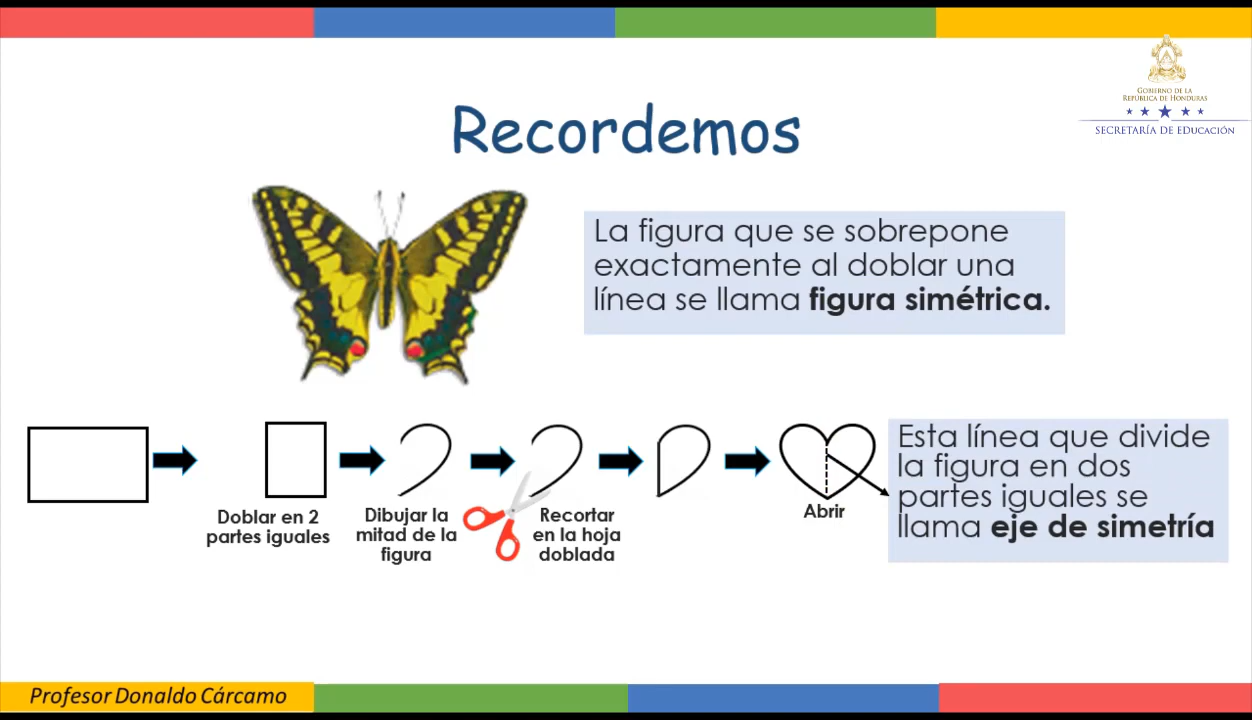 GOBIERNO DE LA
REPÚBLICA DE HONDURAS
SECRETARÍA DE EDUCACIÓN
Recordemos
La figura que se sobrepone
exactamente al doblar una
línea se llama figura simétrica.
Doblar en 2
partes iguales
Dibujar la
mitad de la
figura
Recortar
en la hoja
doblada
Abrir
Esta línea que divide
la figura en dos
partes iguales se
llama eje de simetría
Profesor Donaldo Cárcamo